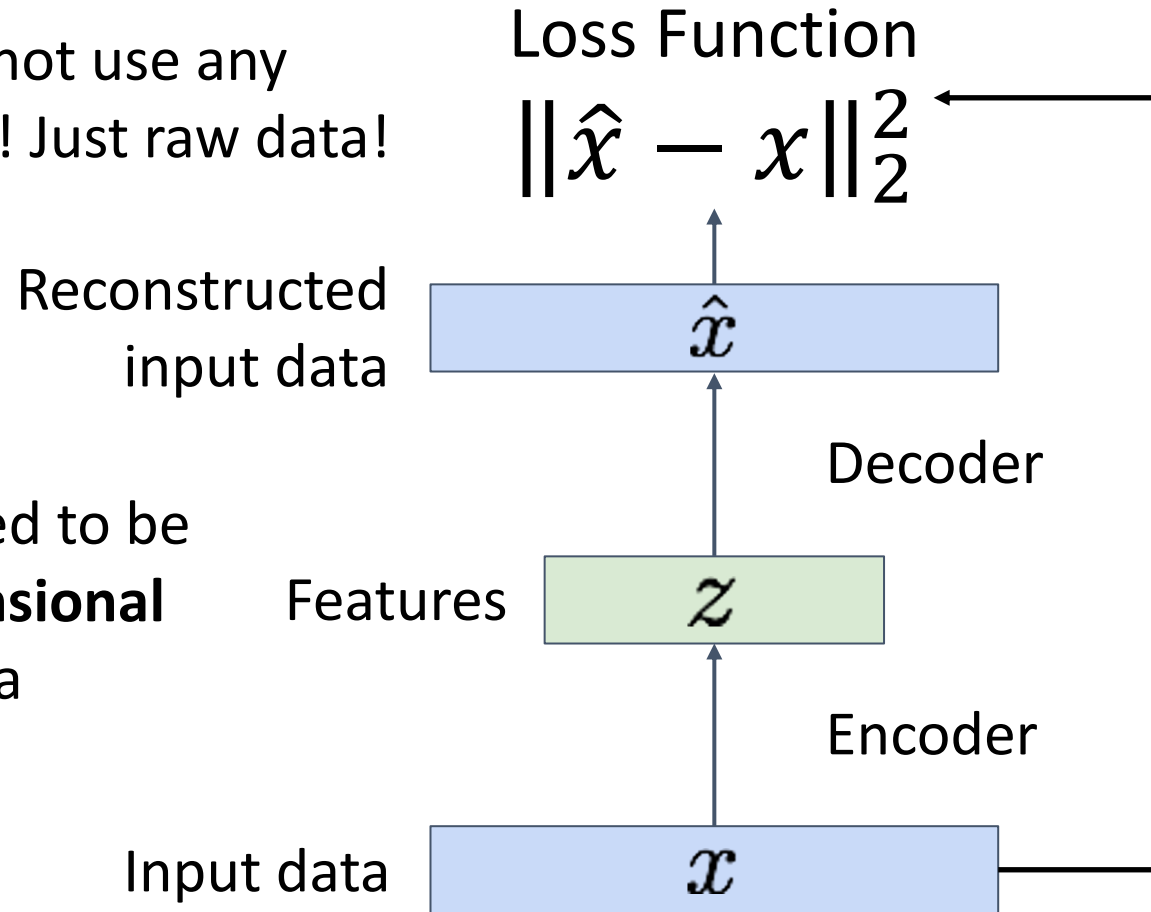 not use any
! Just raw data!
Loss Function
‖x̂ − x‖₂²
Reconstructed
input data
x̂
Decoder
ed to be
nsional
a
Features
z
Encoder
Input data
x